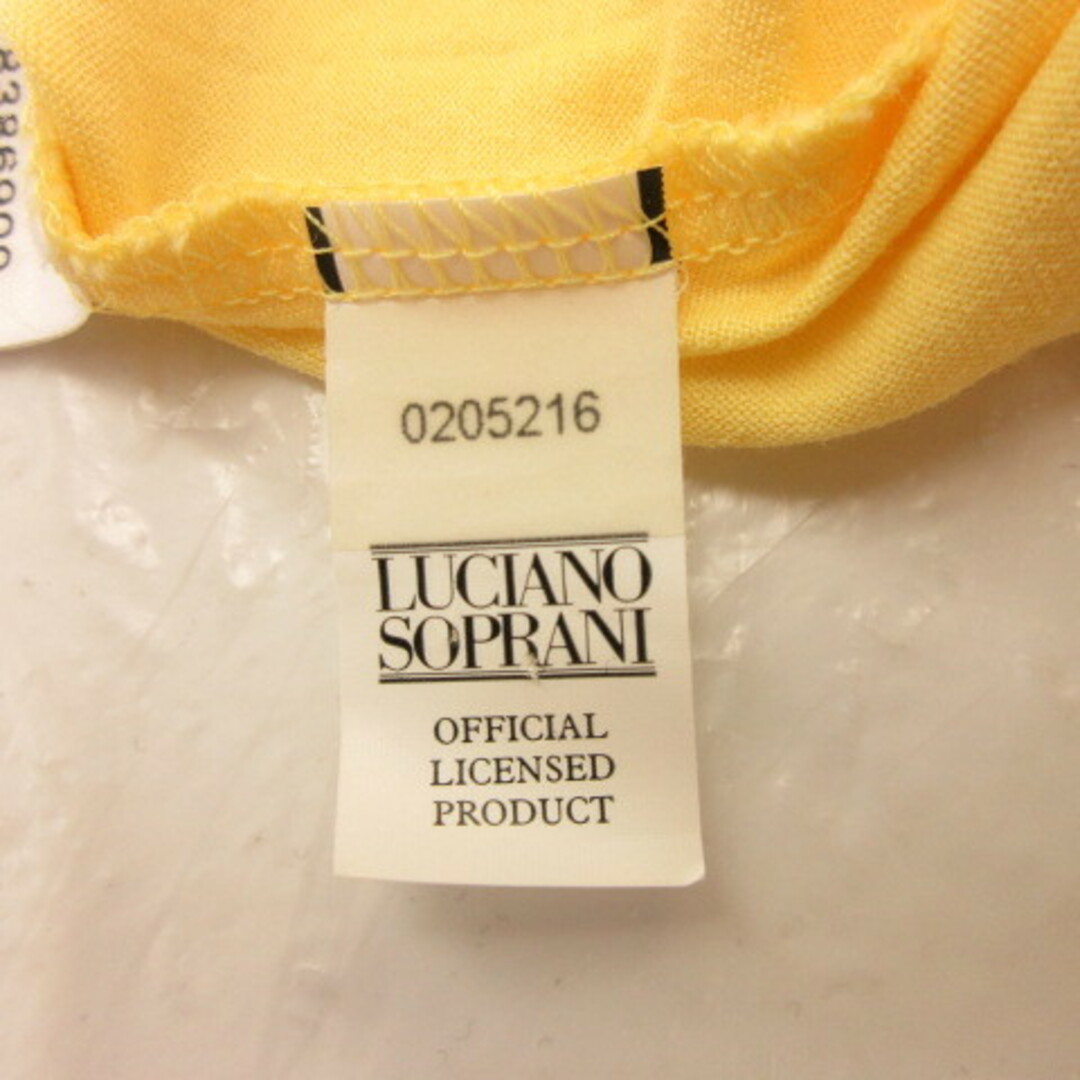 0205216
LUCIANO
SOPRANI
OFFICIAL
LICENSED
PRODUCT